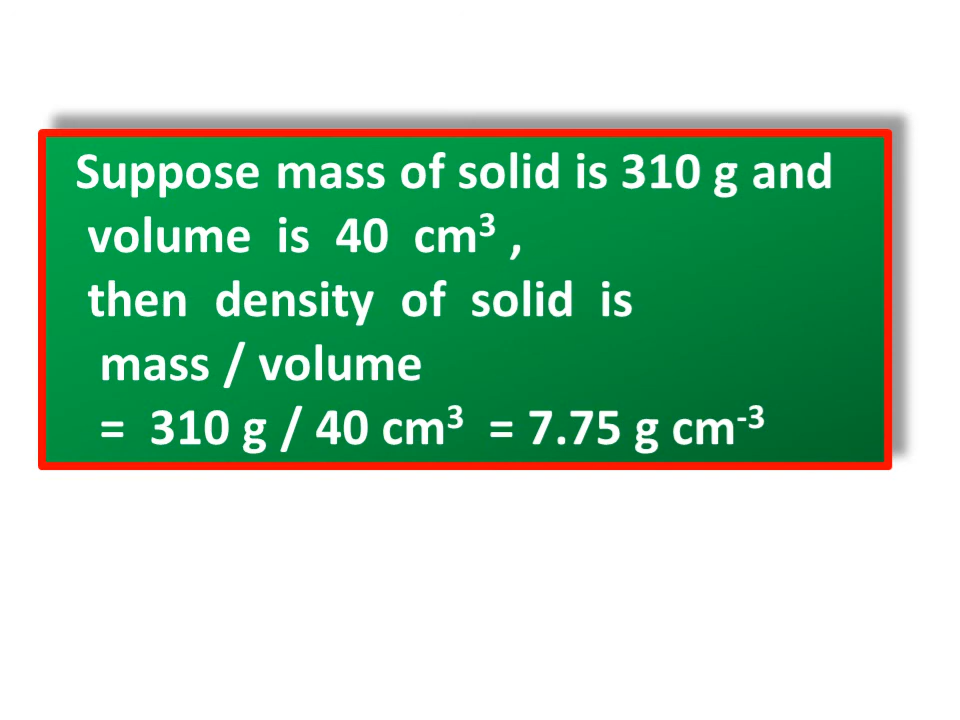 Suppose mass of solid is 310 g and
volume is 40 cm³ ,
then density of solid is
mass / volume
= 310 g / 40 cm³ = 7.75 g cm⁻³